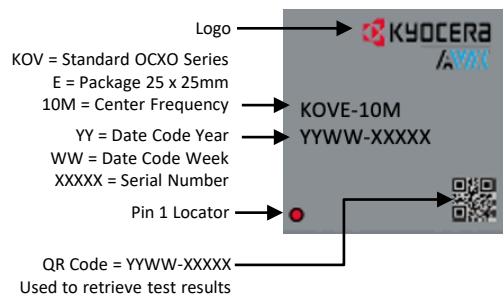 Logo
KOV = Standard OCXO Series
E = Package 25 x 25mm
10M = Center Frequency
YY = Date Code Year
WW = Date Code Week
XXXXX = Serial Number
Pin 1 Locator
QR Code = YYWW-XXXXX
Used to retrieve test results
KYOCERA
AVX
KOVE-10M
YYWW-XXXXX